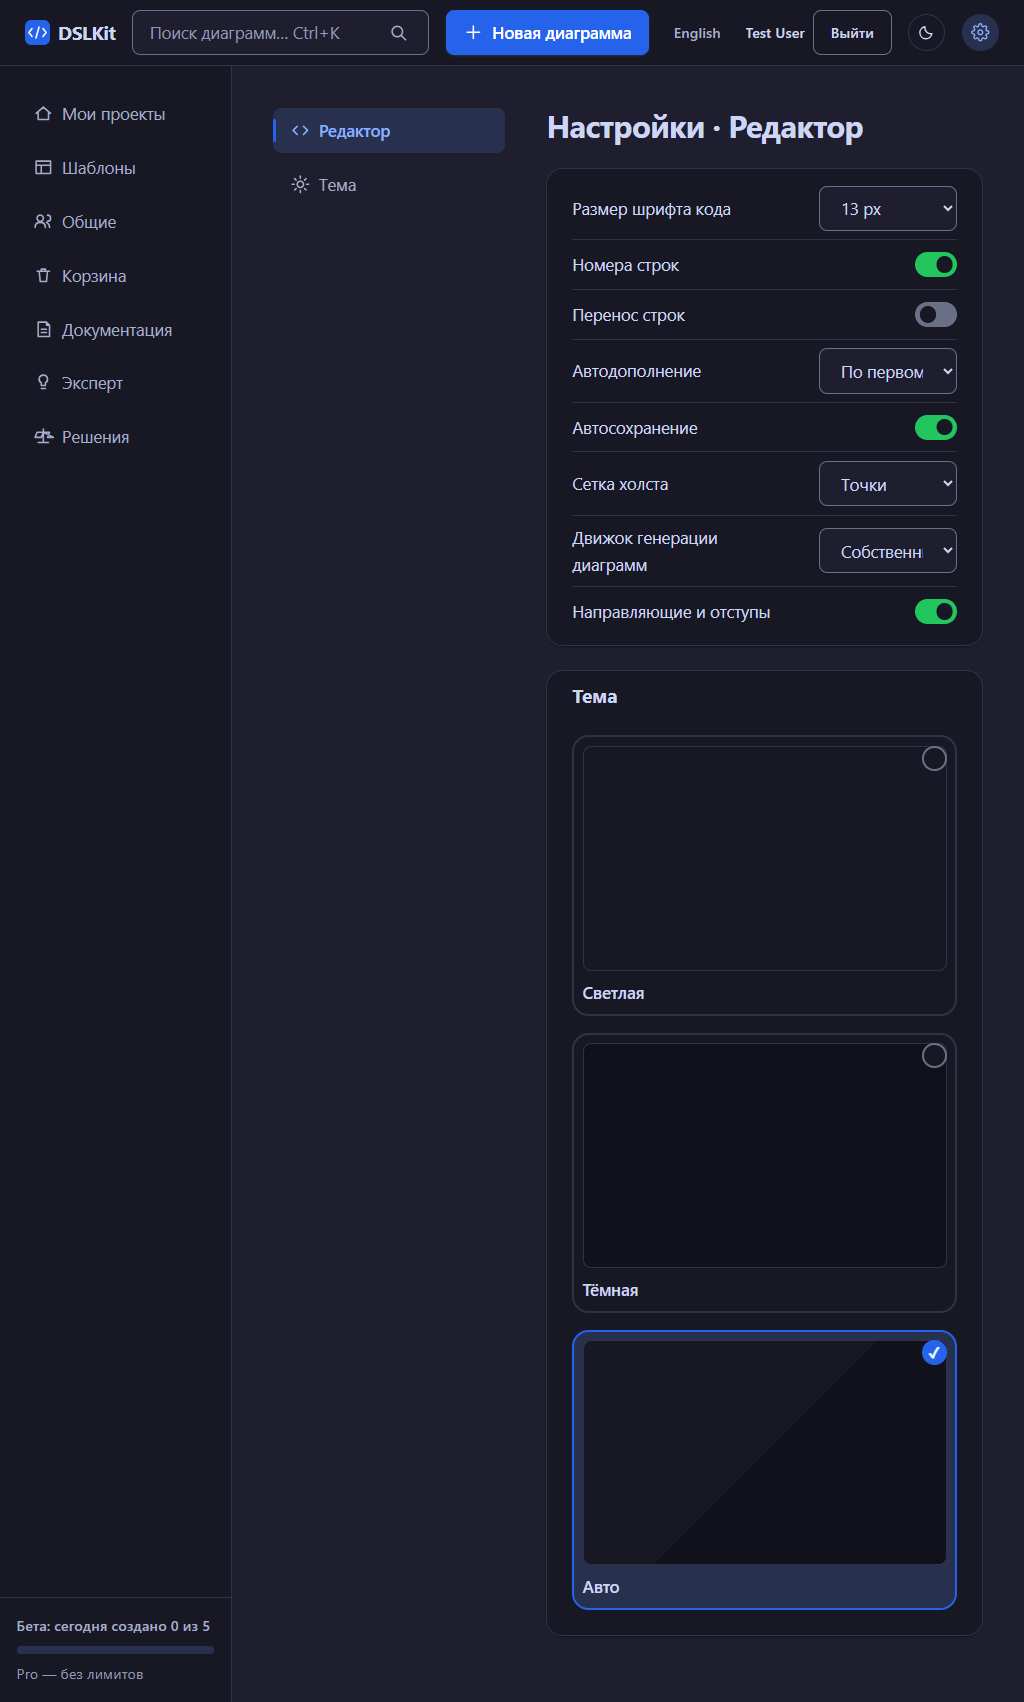 DSLKit
Поиск диаграмм... Ctrl+K
Новая диаграмма
English
Test User
Выйти
Мои проекты
Шаблоны
Общие
Корзина
Документация
Эксперт
Решения
Бета: сегодня создано 0 из 5
Pro — без лимитов
Редактор
Тема
Настройки · Редактор
Размер шрифта кода
13 px
Номера строк
Перенос строк
Автодополнение
По первом
Автосохранение
Сетка холста
Точки
Движок генерации
диаграмм
Собственн
Направляющие и отступы
Тема
Светлая
Тёмная
Авто